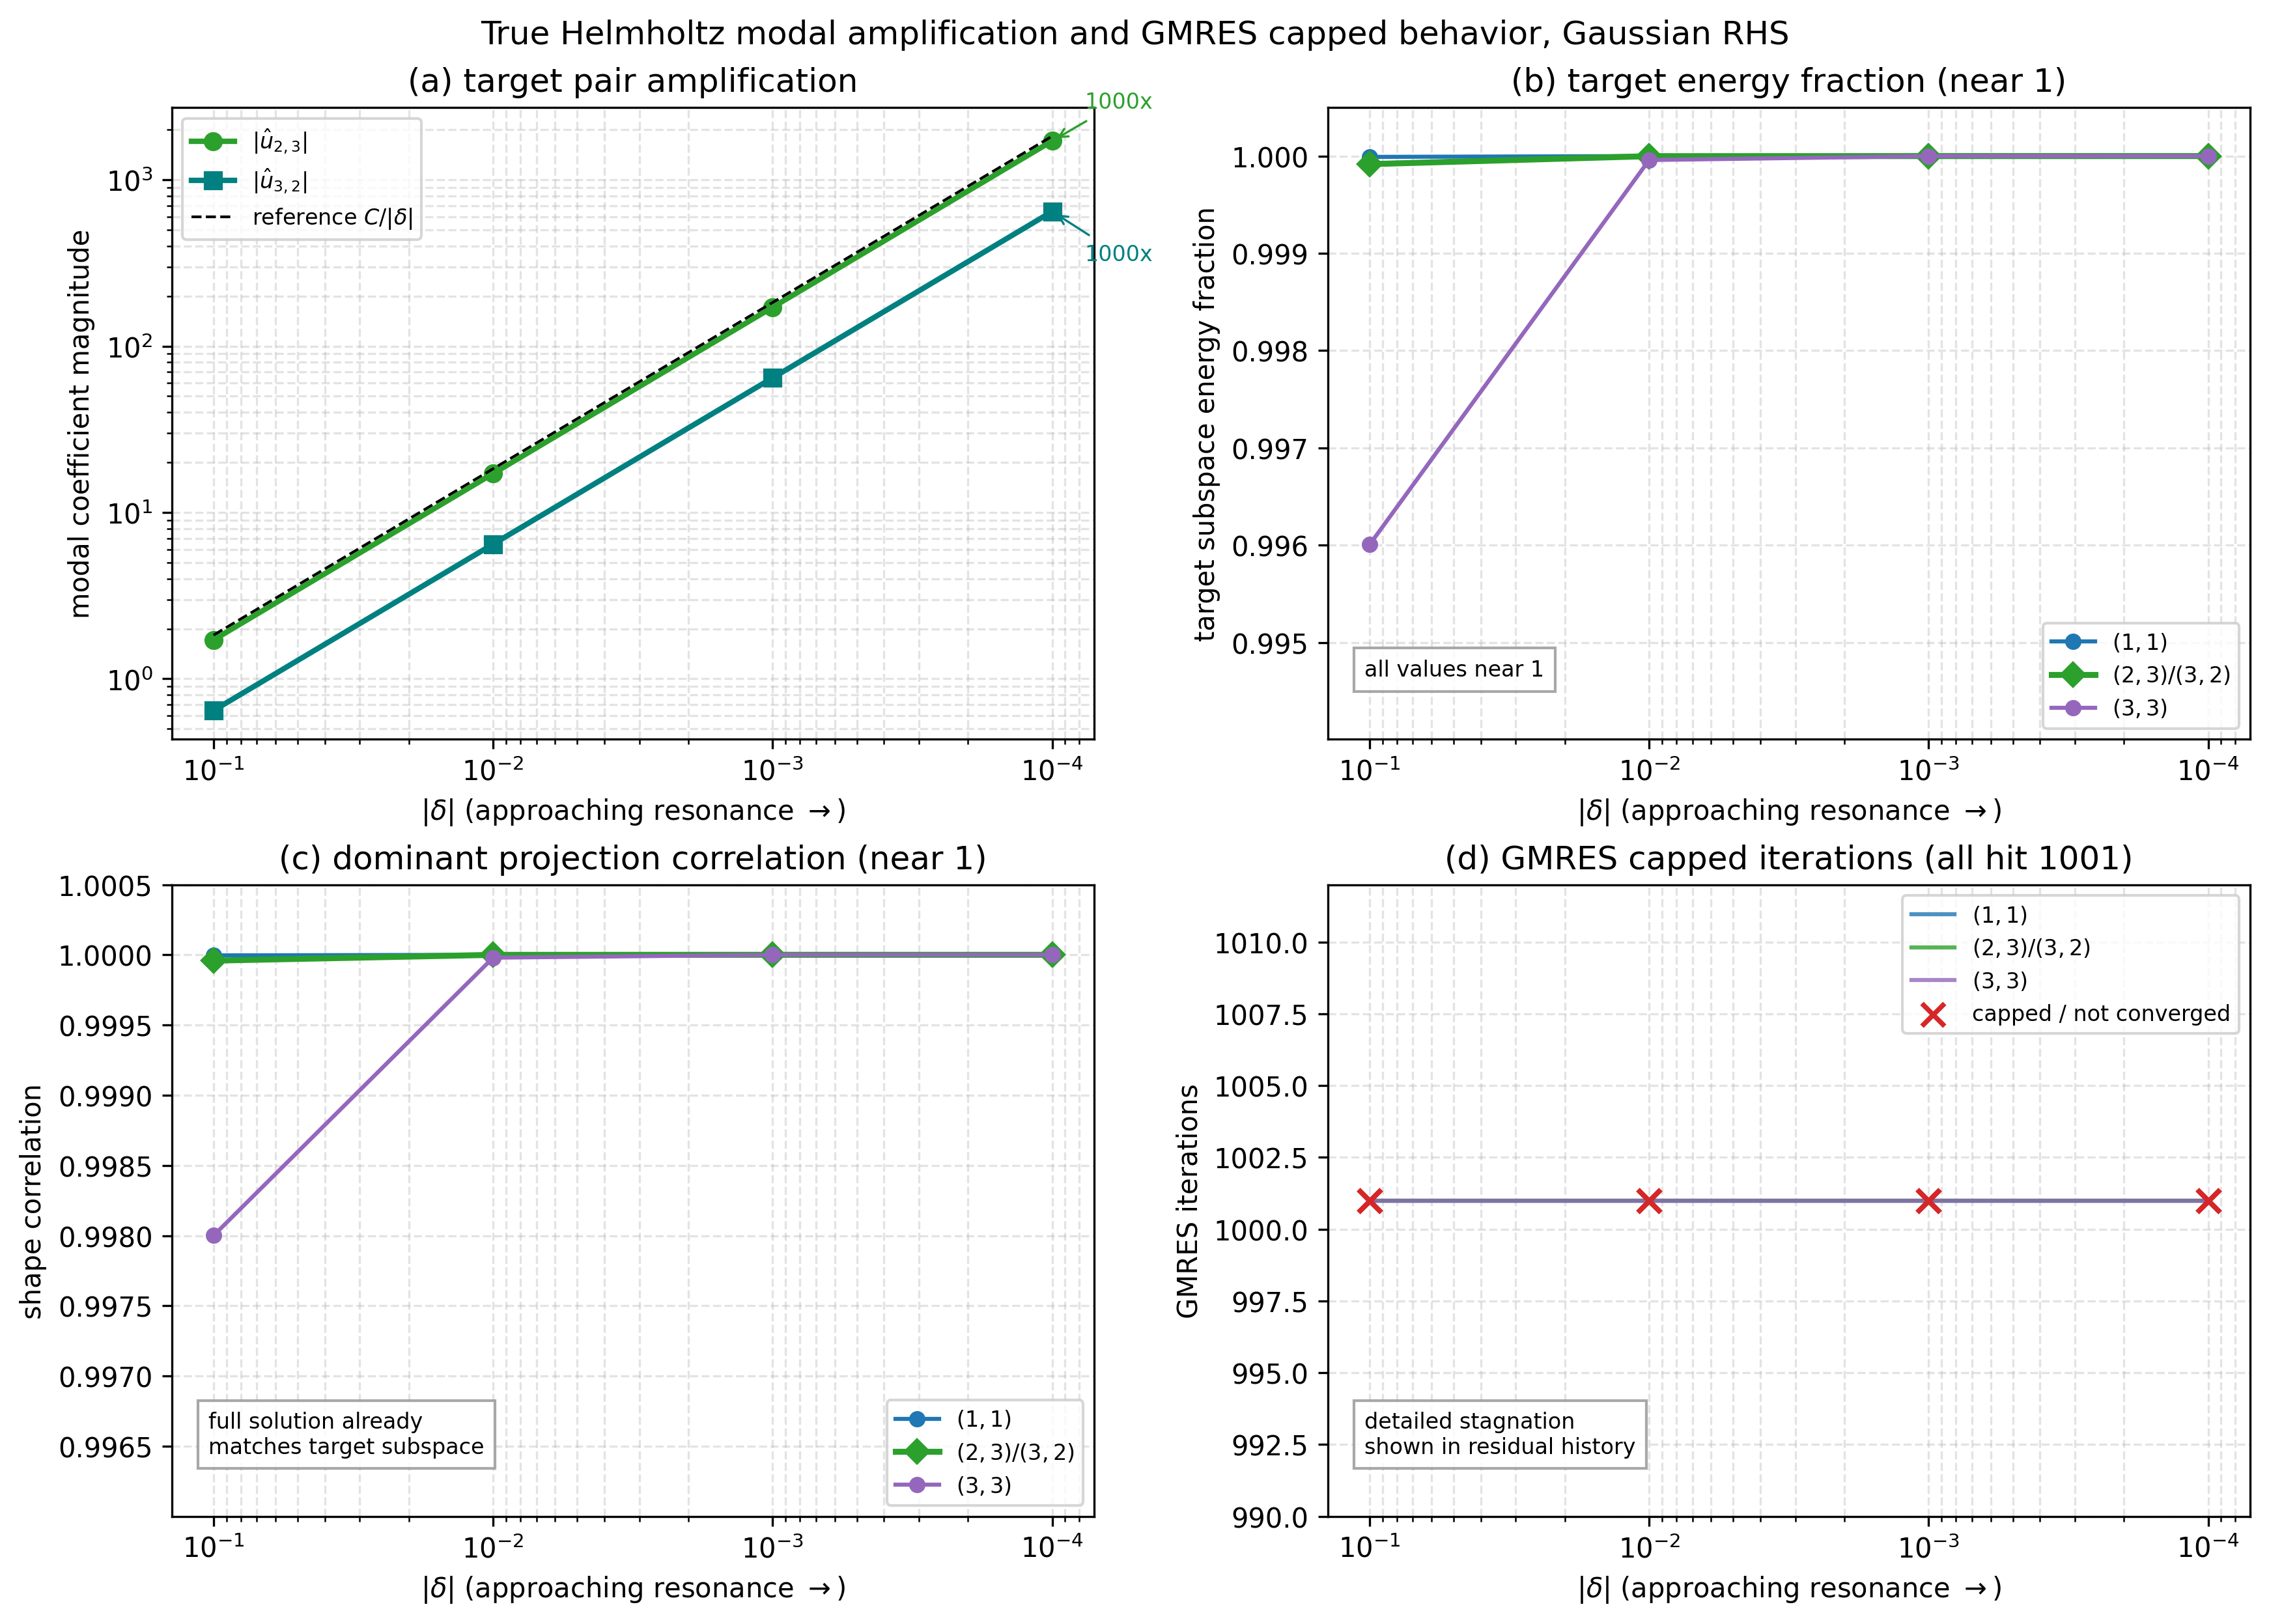 True Helmholtz modal amplification and GMRES capped behavior, Gaussian RHS
(a) target pair amplification
1000x
1000x
|û₂,₃|
|û₃,₂|
reference C/|δ|
modal coefficient magnitude
10³
10²
10¹
10⁰
10⁻¹
10⁻²
10⁻³
10⁻⁴
|δ| (approaching resonance →)
(b) target energy fraction (near 1)
target subspace energy fraction
1.000
0.999
0.998
0.997
0.996
0.995
all values near 1
(1, 1)
(2, 3)/(3, 2)
(3, 3)
10⁻¹
10⁻²
10⁻³
10⁻⁴
|δ| (approaching resonance →)
(c) dominant projection correlation (near 1)
shape correlation
1.0005
1.0000
0.9995
0.9990
0.9985
0.9980
0.9975
0.9970
0.9965
full solution already
matches target subspace
(1, 1)
(2, 3)/(3, 2)
(3, 3)
10⁻¹
10⁻²
10⁻³
10⁻⁴
|δ| (approaching resonance →)
(d) GMRES capped iterations (all hit 1001)
GMRES iterations
1010.0
1007.5
1005.0
1002.5
1000.0
997.5
995.0
992.5
990.0
(1, 1)
(2, 3)/(3, 2)
(3, 3)
capped / not converged
detailed stagnation
shown in residual history
10⁻¹
10⁻²
10⁻³
10⁻⁴
|δ| (approaching resonance →)